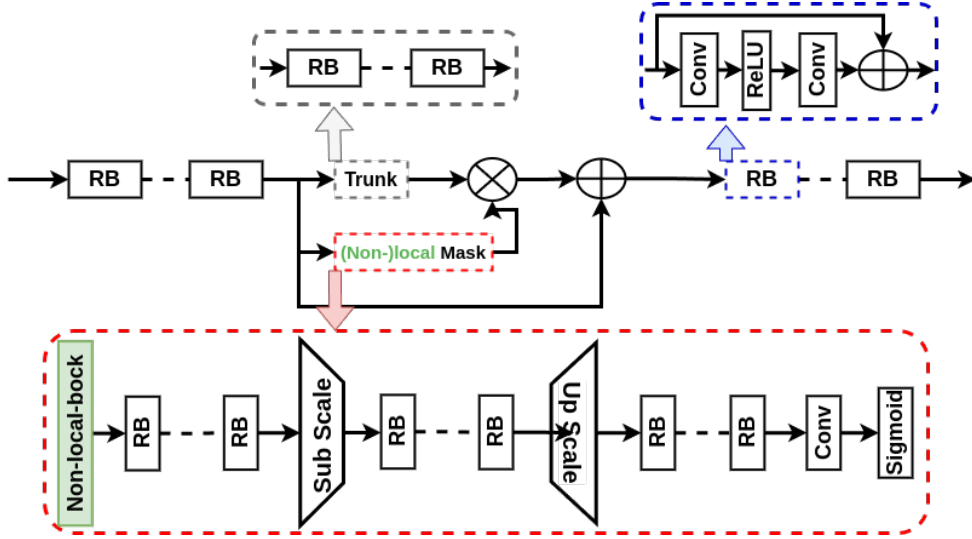 RB
RB
Conv
ReLU
Conv
RB
RB
Trunk
RB
RB
(Non-)local Mask
Non-local-bock
RB
RB
Sub Scale
RB
RB
Up Scale
RB
RB
Conv
Sigmoid